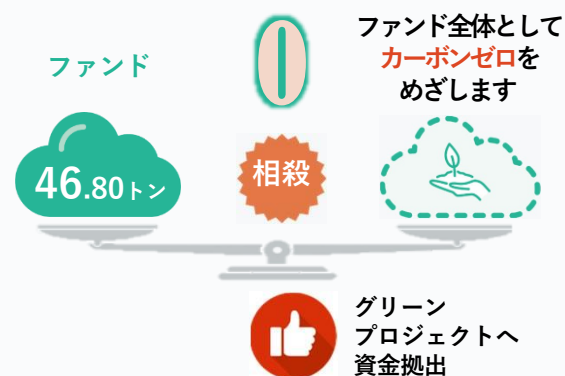 ファンド全体として
カーボンゼロを
めざします
ファンド
0
46.80トン
相殺
グリーン
プロジェクトへ
資金拠出